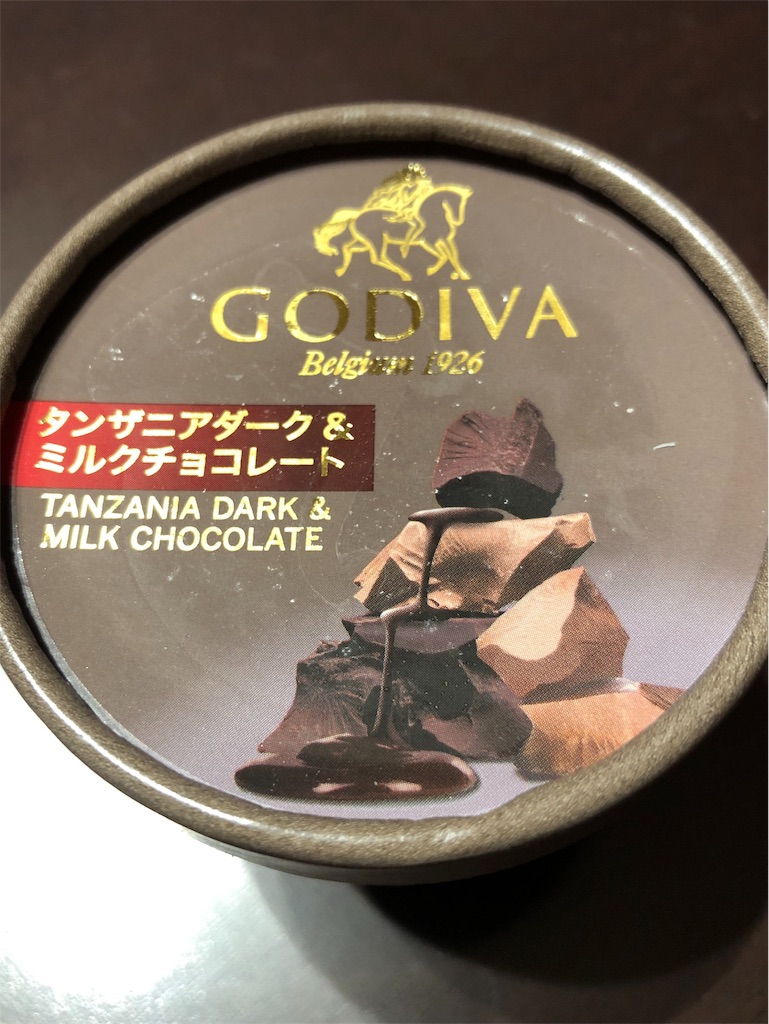 GODIVA
Belgium 1926
タンザニアダーク &
ミルクチョコレート
TANZANIA DARK &
MILK CHOCOLATE